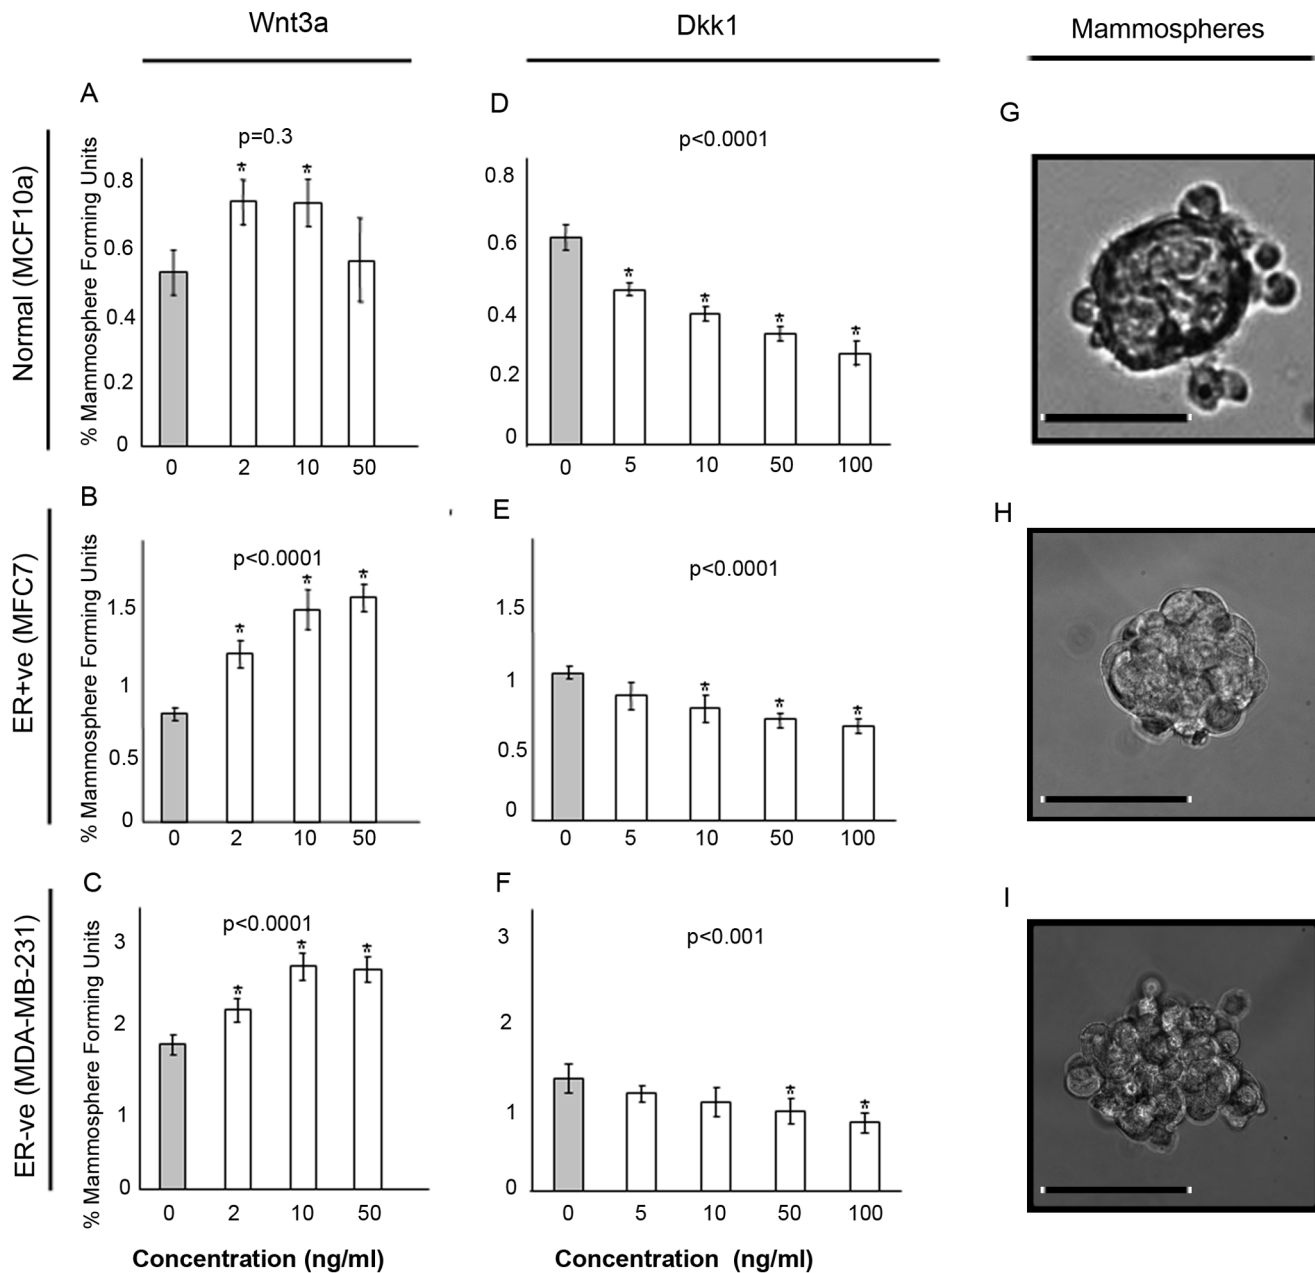 Wnt3a
Dkk1
Mammospheres
Normal (MCF10a)
A
p=0.3
% Mammosphere Forming Units
0.8
0.6
0.4
0.2
0
* *
0 2 10 50
D
p<0.0001
0.8
0.6
0.4
0.2
0
* * * *
0 5 10 50 100
G
ER+ve (MFC7)
B
p<0.0001
% Mammosphere Forming Units
1.5
1
0.5
0
* * *
0 2 10 50
E
p<0.0001
1.5
1
0.5
0
* * *
0 5 10 50 100
H
ER-ve (MDA-MB-231)
C
p<0.0001
% Mammosphere Forming Units
3
2
1
0
* * *
0 2 10 50
Concentration (ng/ml)
F
p<0.001
3
2
1
0
* *
0 5 10 50 100
Concentration (ng/ml)
I